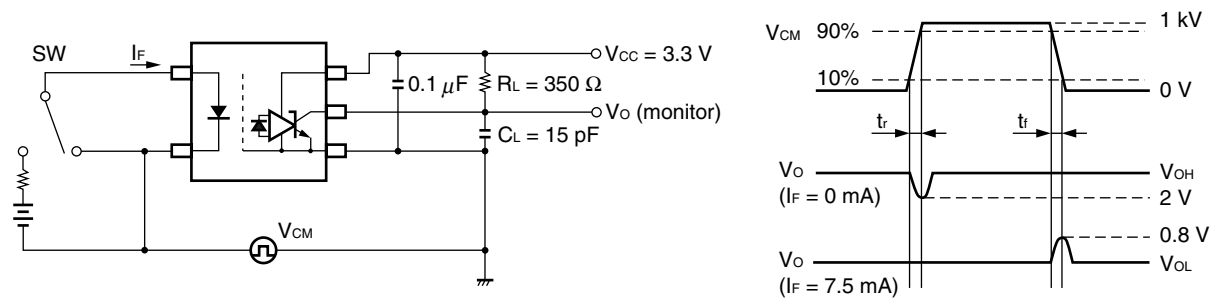 SW
IF
VCC = 3.3 V
0.1 μF
RL = 350 Ω
VO (monitor)
CL = 15 pF
VCM
VCM 90%
10%
1 kV
0 V
tr
tf
VO
(IF = 0 mA)
VOH
2 V
0.8 V
VO
(IF = 7.5 mA)
VOL